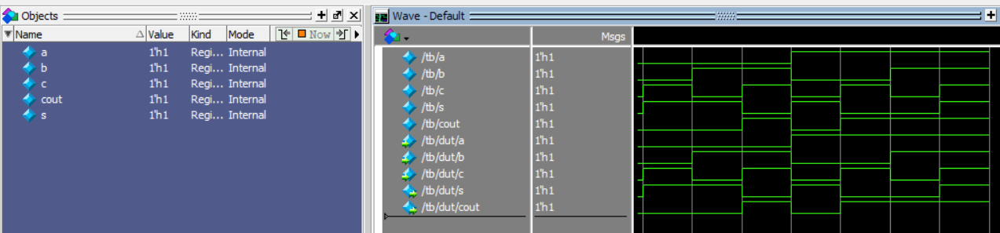 Objects
Name Value Kind Mode Now
a 1'h1 Regi... Internal
b 1'h1 Regi... Internal
c 1'h1 Regi... Internal
cout 1'h1 Regi... Internal
s 1'h1 Regi... Internal
Wave - Default
Msgs
/tb/a 1'h1
/tb/b 1'h1
/tb/c 1'h1
/tb/s 1'h1
/tb/cout 1'h1
/tb/dut/a 1'h1
/tb/dut/b 1'h1
/tb/dut/c 1'h1
/tb/dut/s 1'h1
/tb/dut/cout 1'h1